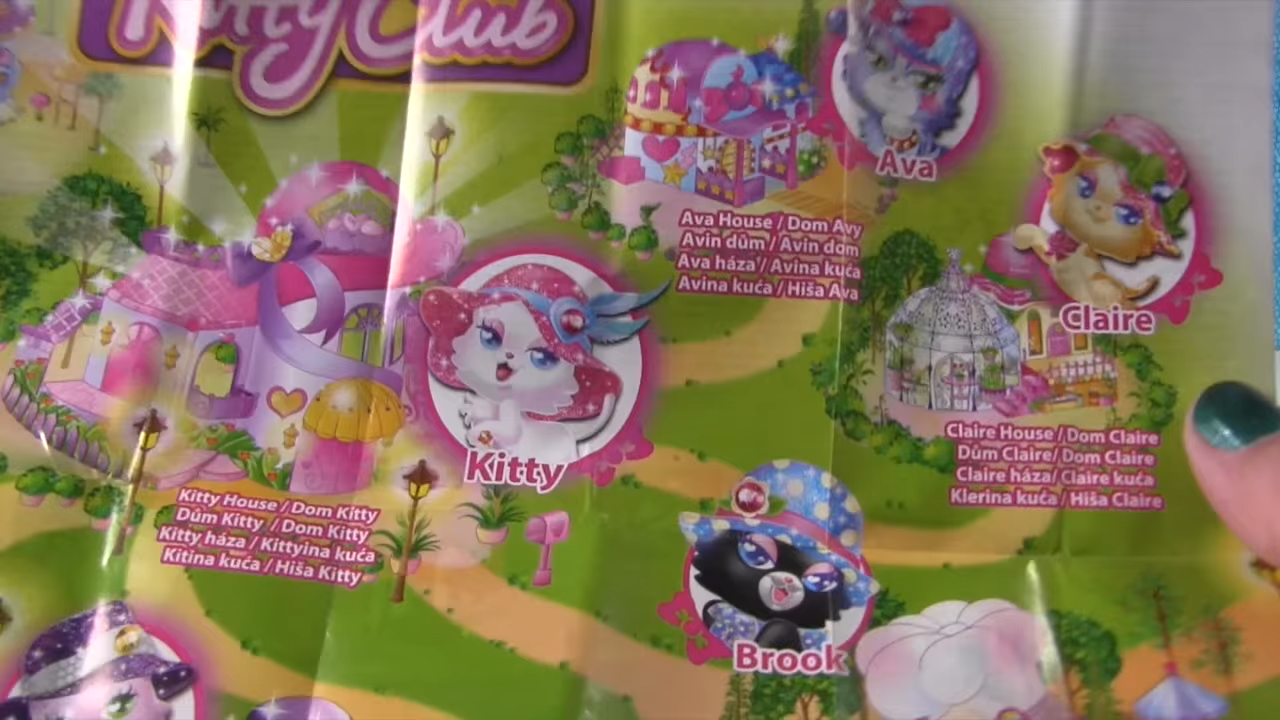 Kitty Club
Ava
Ava House / Dom Avy
Avin dům / Avin dom
Ava háza / Avina kuća
Avina kuća / Hiša Ava
Claire
Claire House / Dom Claire
Dům Claire/ Dom Claire
Claire háza/ Claire kuća
Klerina kuća / Hiša Claire
Kitty
Kitty House / Dom Kitty
Dům Kitty / Dom Kitty
Kitty háza / Kittyina kuća
Kitina kuća / Hiša Kitty
Brook